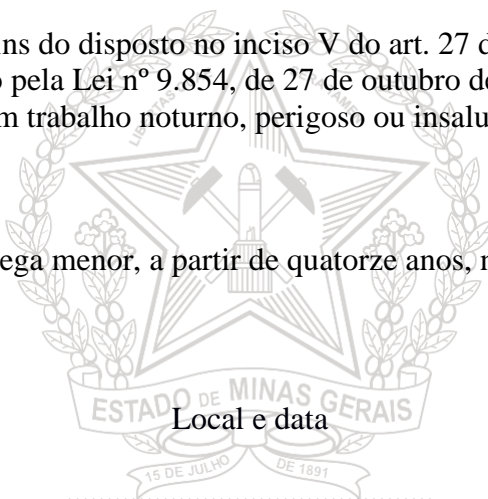 ins do disposto no inciso V do art. 27 d
o pela Lei nº 9.854, de 27 de outubro de
m trabalho noturno, perigoso ou insalu
ega menor, a partir de quatorze anos, n
ESTADO DE MINAS GERAIS
Local e data
15 DE JULHO DE 1891